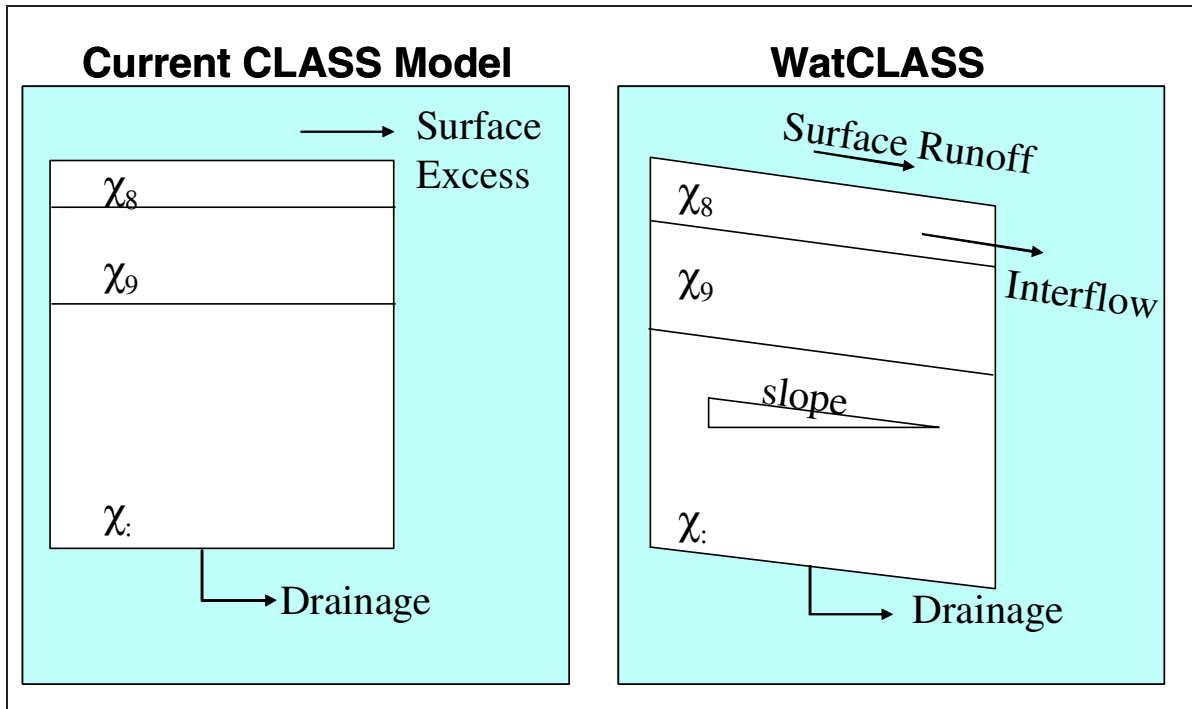 Current CLASS Model
Surface
Excess
χ8
χ9
χ:
Drainage
WatCLASS
Surface Runoff
χ8
Interflow
χ9
slope
χ:
Drainage